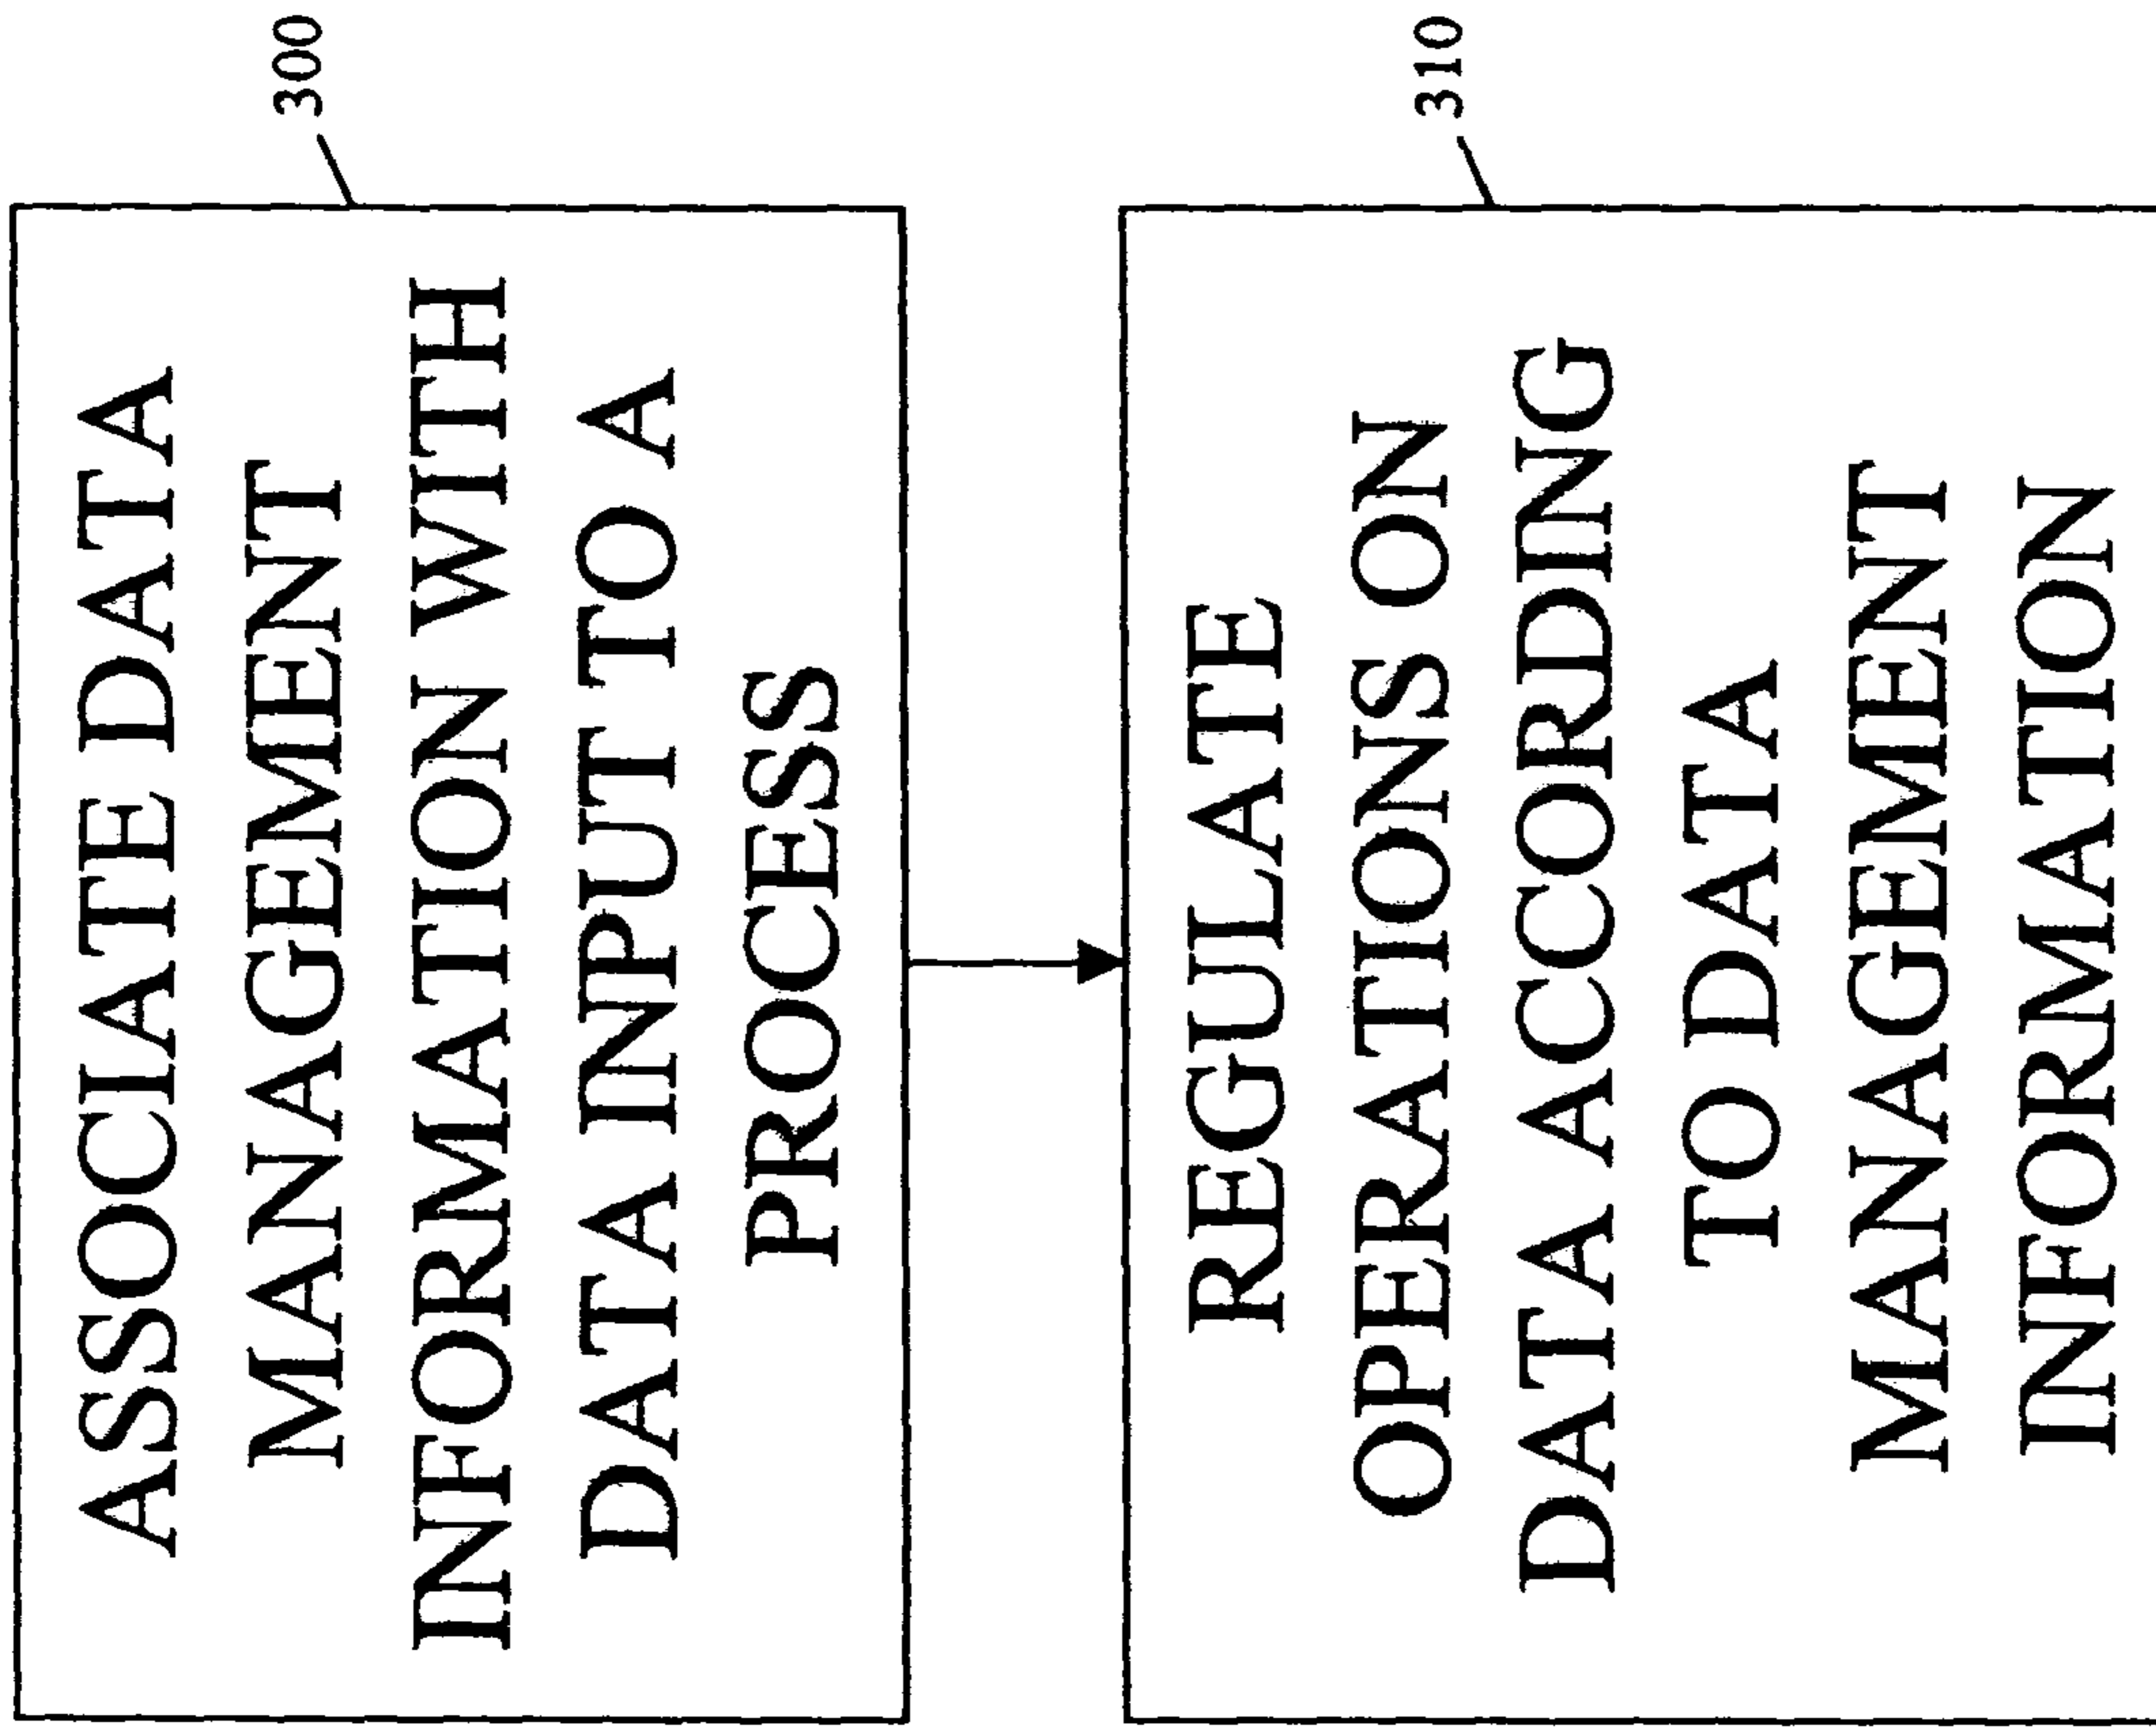 300
ASSOCIATE DATA
MANAGEMENT
INFORMATION WITH
DATA INPUT TO A
PROCESS
310
REGULATE
OPERATIONS ON
DATA ACCORDING
TO DATA
MANAGEMENT
INFORMATION